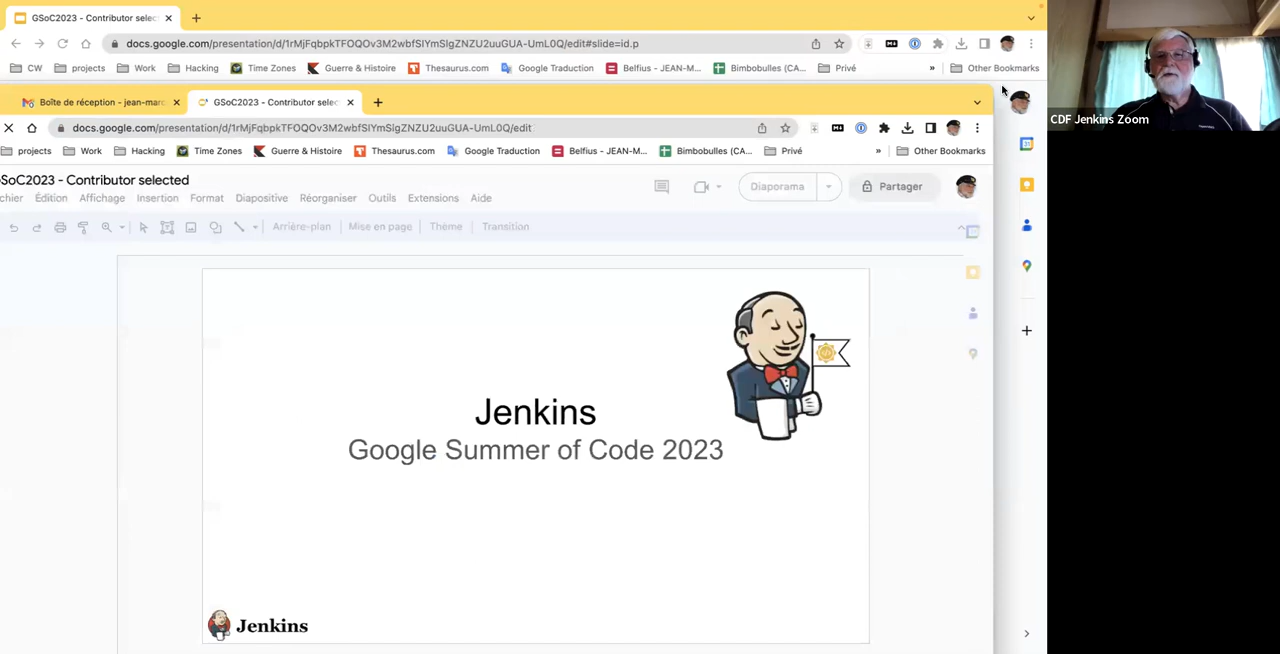 GSoC2023 - Contributor selec
docs.google.com/presentation/d/1rMjFqbpkTFOQOv3M2wbfSIYmSlgZNZU2uuGUA-UmL0Q/edit#slide=id.p
CW projects Work Hacking Time Zones Guerre & Histoire Thesaurus.com Google Traduction Belfius - JEAN-M... Bimbobulles (CA... Privé » Other Bookmarks
CDF Jenkins Zoom
Boîte de réception - jean-marc GSoC2023 - Contributor selec
docs.google.com/presentation/d/1rMjFqbpkTFOQOv3M2wbfSIYmSlgZNZU2uuGUA-UmL0Q/edit
projects Work Hacking Time Zones Guerre & Histoire Thesaurus.com Google Traduction Belfius - JEAN-M... Bimbobulles (CA... Privé » Other Bookmarks
SoC2023 - Contributor selected
chier Édition Affichage Insertion Format Diapositive Réorganiser Outils Extensions Aide
Diaporama Partager
Arrière-plan Mise en page Thème Transition
Jenkins
Google Summer of Code 2023
Jenkins